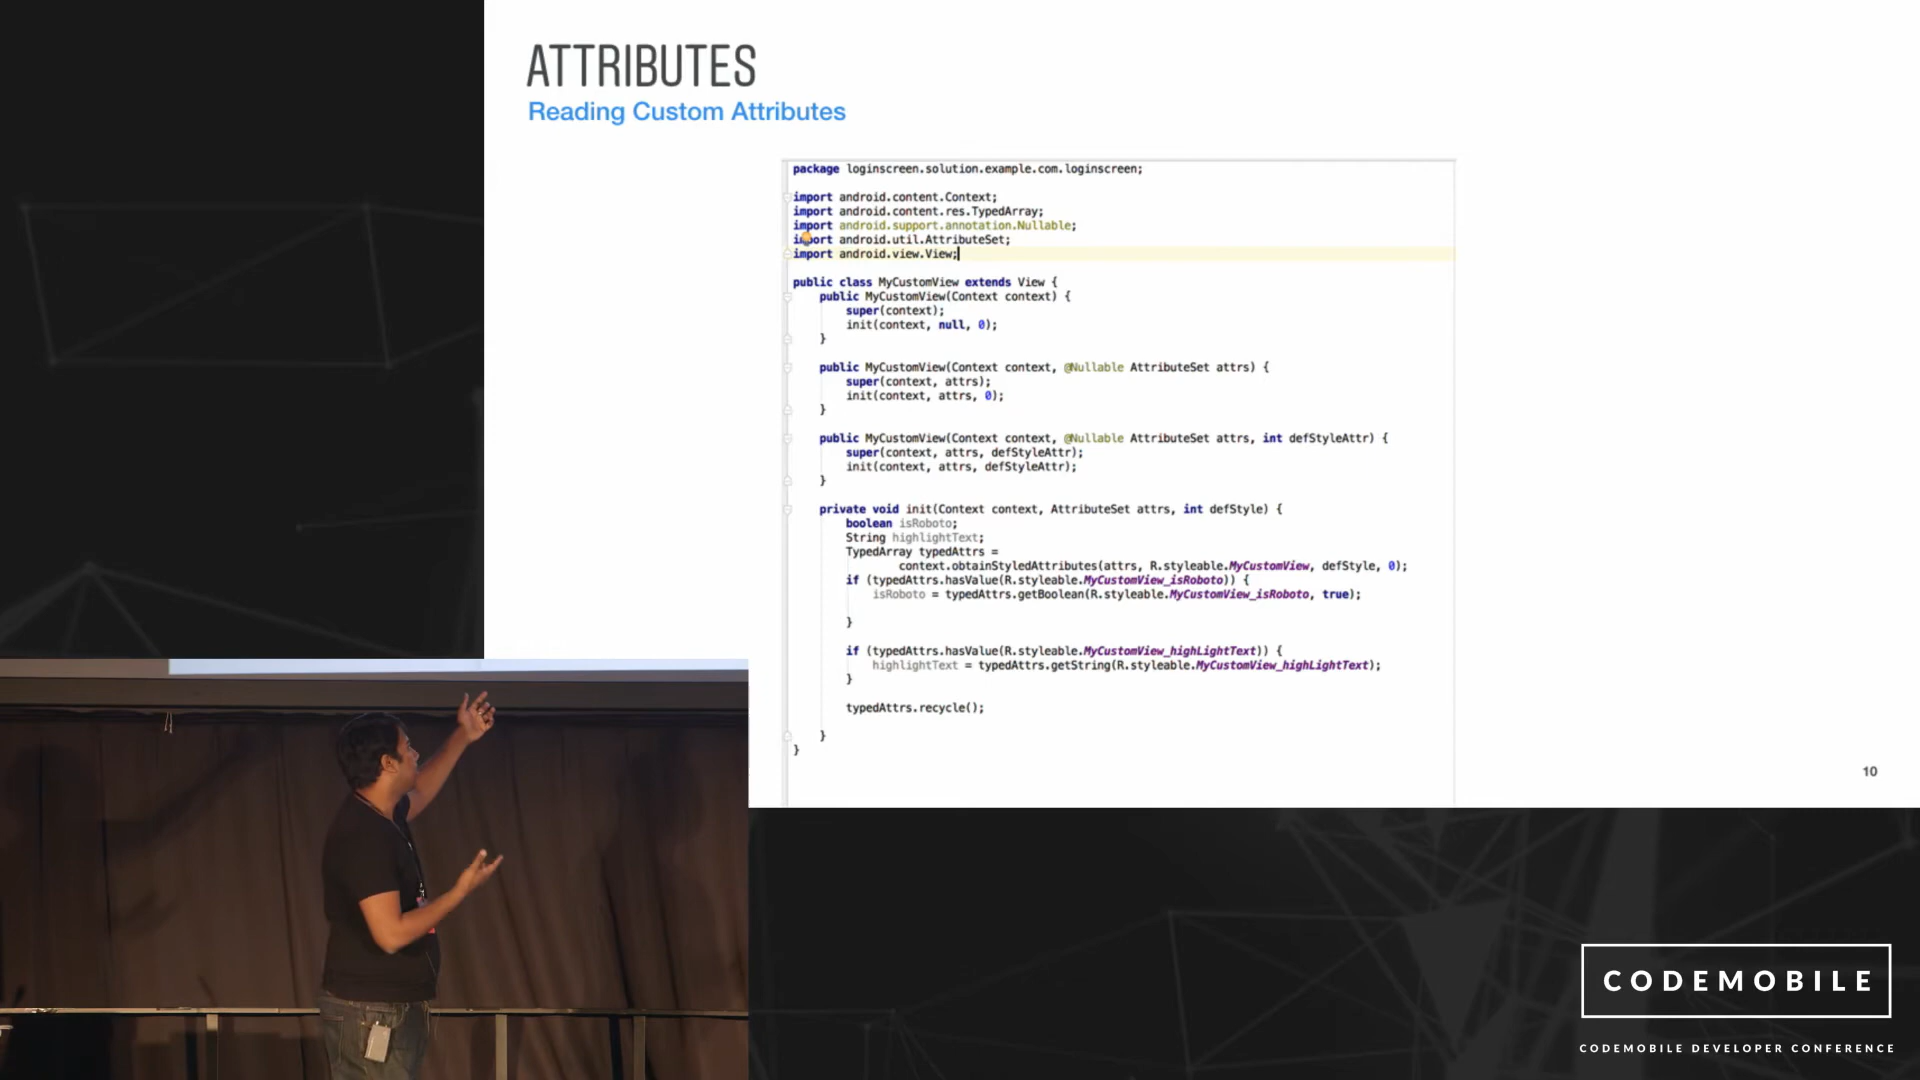 ATTRIBUTES
Reading Custom Attributes
package loginscreen.solution.example.com.loginscreen;
import android.content.Context;
import android.content.res.TypedArray;
import android.support.annotation.Nullable;
import android.util.AttributeSet;
import android.view.View;
public class MyCustomView extends View {
public MyCustomView(Context context) {
super(context);
init(context, null, 0);
}
public MyCustomView(Context context, @Nullable AttributeSet attrs) {
super(context, attrs);
init(context, attrs, 0);
}
public MyCustomView(Context context, @Nullable AttributeSet attrs, int defStyleAttr) {
super(context, attrs, defStyleAttr);
init(context, attrs, defStyleAttr);
}
private void init(Context context, AttributeSet attrs, int defStyle) {
boolean isRoboto;
String highlightText;
TypedArray typedAttrs =
context.obtainStyledAttributes(attrs, R.styleable.MyCustomView, defStyle, 0);
if (typedAttrs.hasValue(R.styleable.MyCustomView_isRoboto)) {
isRoboto = typedAttrs.getBoolean(R.styleable.MyCustomView_isRoboto, true);
}
if (typedAttrs.hasValue(R.styleable.MyCustomView_highLightText)) {
highlightText = typedAttrs.getString(R.styleable.MyCustomView_highLightText);
}
typedAttrs.recycle();
}
}
10
CODEMOBILE
CODEMOBILE DEVELOPER CONFERENCE